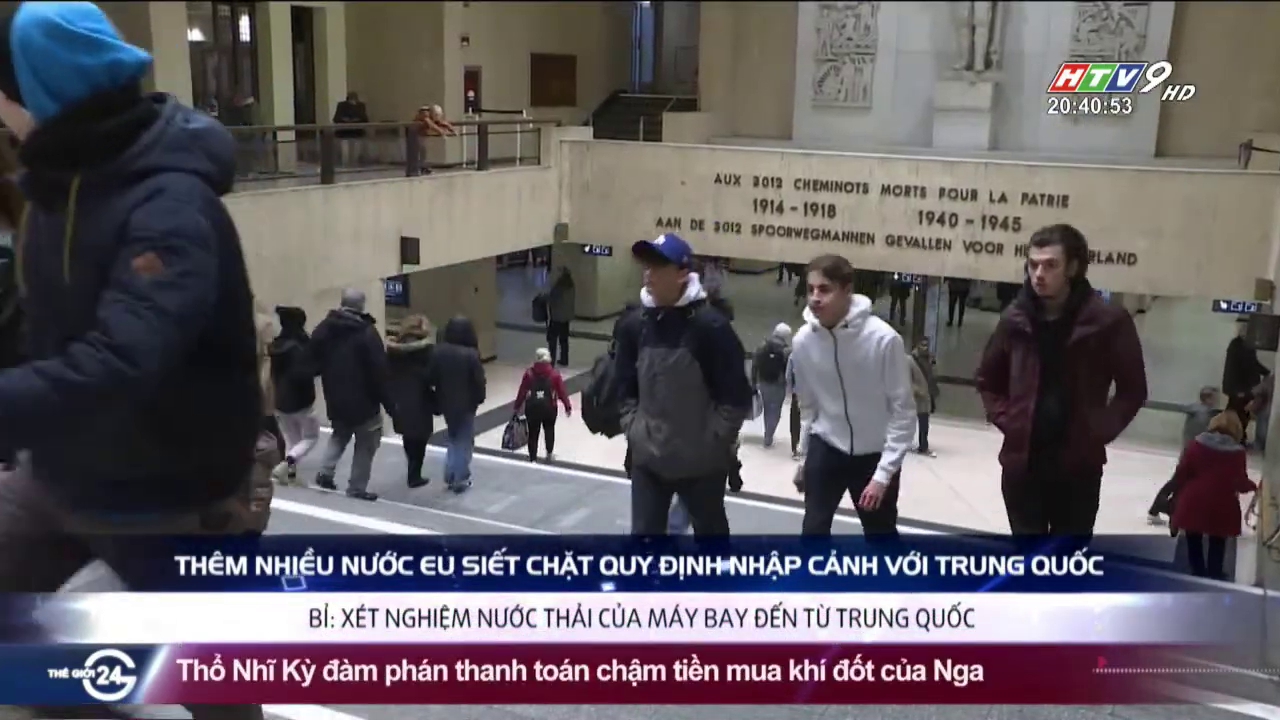 HTV9 HD
20:40:53
AUX 3012 CHEMINOTS MORTS POUR LA PATRIE
1914 - 1918 1940 - 1945
AAN DE 3012 SPOORWEGMANNEN GEVALLEN VOOR
THÊM NHIỀU NƯỚC EU SIẾT CHẶT QUY ĐỊNH NHẬP CẢNH VỚI TRUNG QUỐC
BỈ: XÉT NGHIỆM NƯỚC THẢI CỦA MÁY BAY ĐẾN TỪ TRUNG QUỐC
THẾ GIỚI 24G
Thổ Nhĩ Kỳ đàm phán thanh toán chậm tiền mua khí đốt của Nga